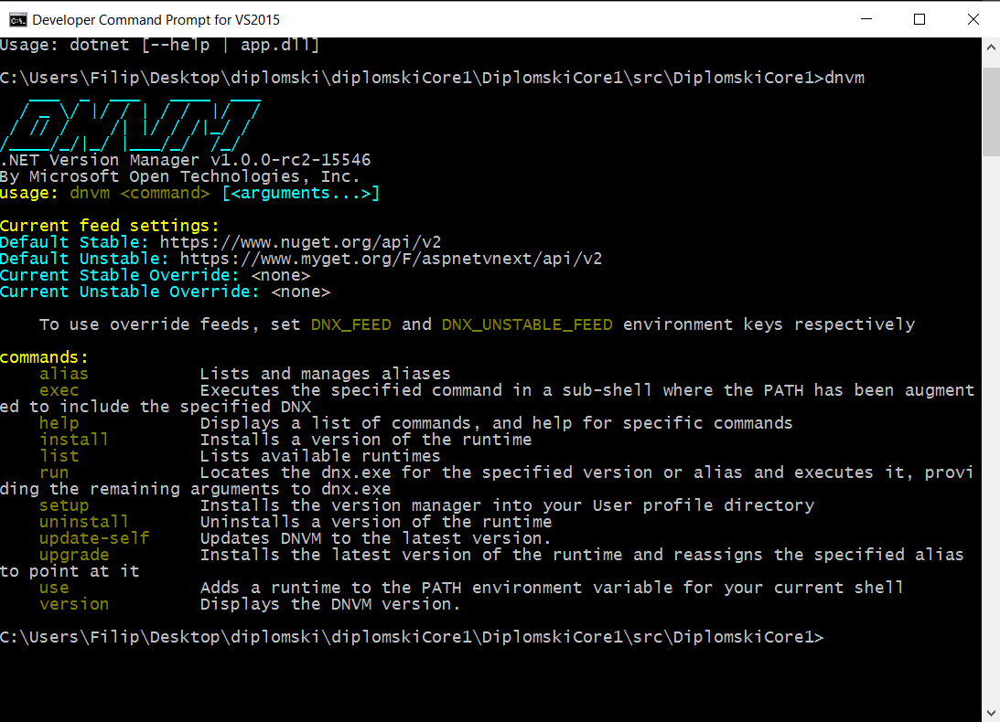 Developer Command Prompt for VS2015
Usage: dotnet [--help | app.dll]
C:\Users\Filip\Desktop\diplomski\diplomskiCore1\DiplomskiCore1\src\DiplomskiCore1>dnvm
DNVM
.NET Version Manager v1.0.0-rc2-15546
By Microsoft Open Technologies, Inc.
usage: dnvm <command> [<arguments...>]
Current feed settings:
Default Stable: https://www.nuget.org/api/v2
Default Unstable: https://www.myget.org/F/aspnetvnext/api/v2
Current Stable Override: <none>
Current Unstable Override: <none>
To use override feeds, set DNX_FEED and DNX_UNSTABLE_FEED environment keys respectively
commands:
alias Lists and manages aliases
exec Executes the specified command in a sub-shell where the PATH has been augment
ed to include the specified DNX
help Displays a list of commands, and help for specific commands
install Installs a version of the runtime
list Lists available runtimes
run Locates the dnx.exe for the specified version or alias and executes it, provi
ding the remaining arguments to dnx.exe
setup Installs the version manager into your User profile directory
uninstall Uninstalls a version of the runtime
update-self Updates DNVM to the latest version.
upgrade Installs the latest version of the runtime and reassigns the specified alias
to point at it
use Adds a runtime to the PATH environment variable for your current shell
version Displays the DNVM version.
C:\Users\Filip\Desktop\diplomski\diplomskiCore1\DiplomskiCore1\src\DiplomskiCore1>